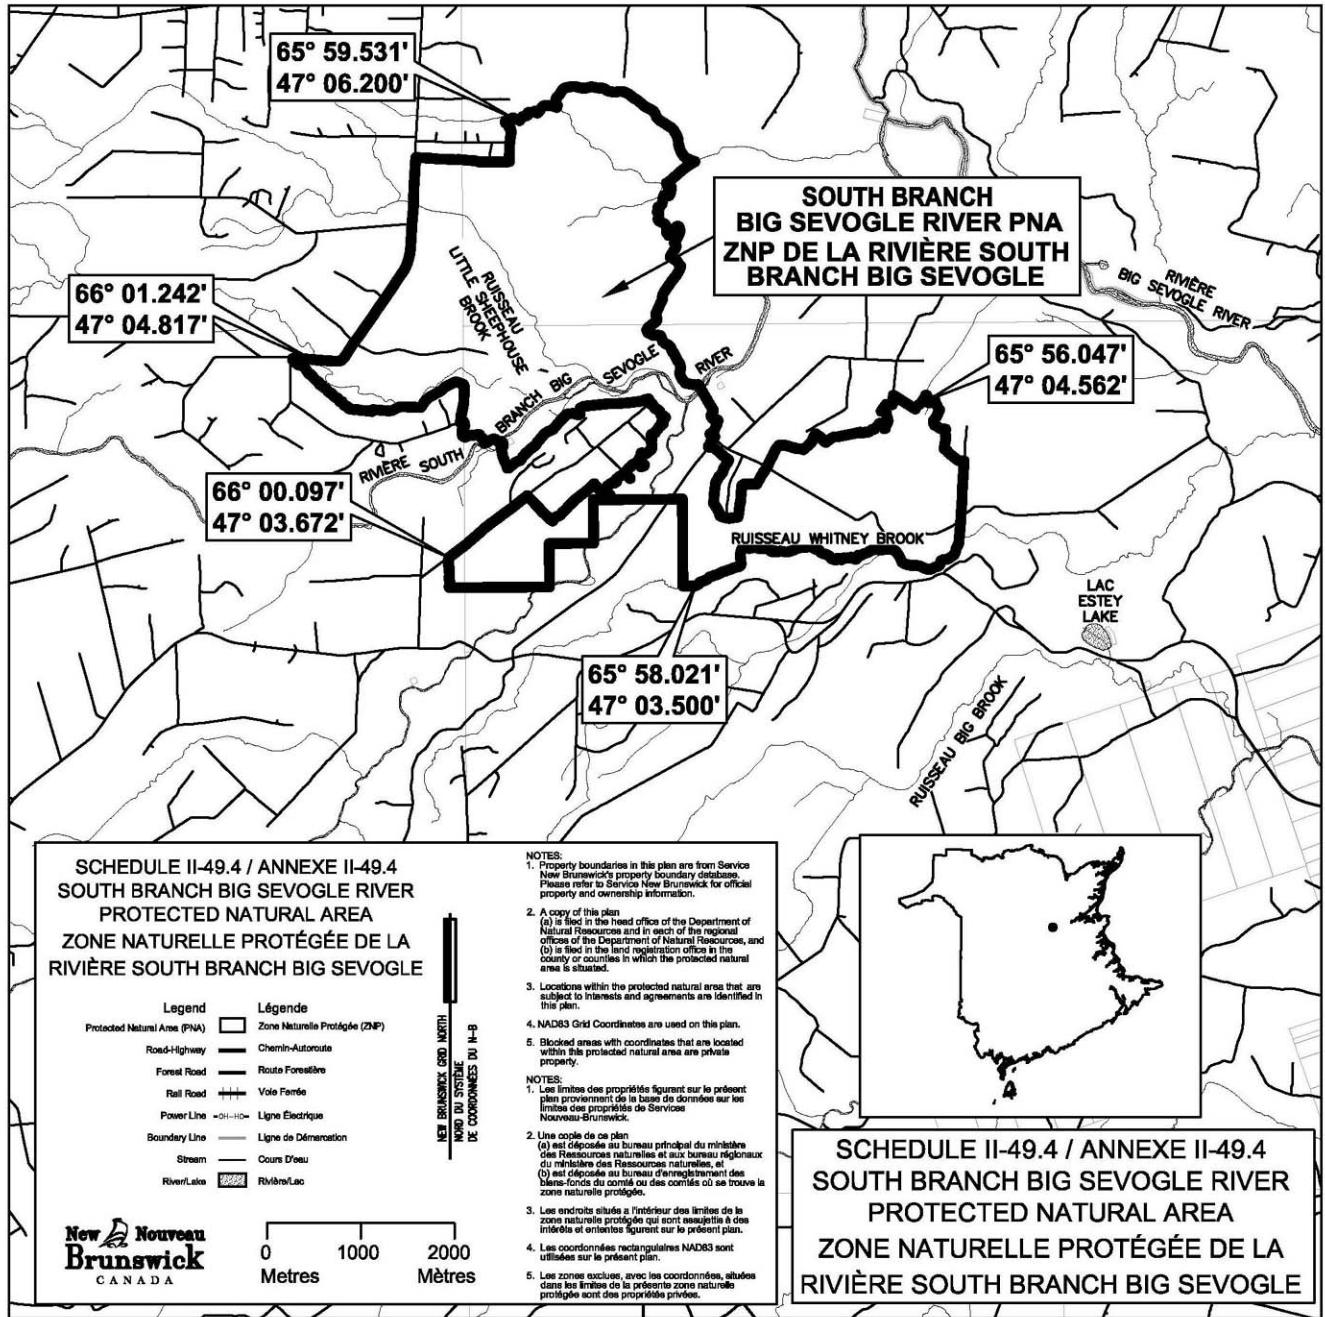 65° 59.531'
47° 06.200'
SOUTH BRANCH
BIG SEVOGLE RIVER PNA
ZNP DE LA RIVIÈRE SOUTH
BRANCH BIG SEVOGLE
66° 01.242'
47° 04.817'
RUISSEAU
LITTLE SHEEPHOUSE
BROOK
RIVIÈRE
BIG SEVOGLE RIVER
65° 56.047'
47° 04.562'
RIVIÈRE SOUTH BRANCH BIG SEVOGLE RIVER
66° 00.097'
47° 03.672'
RUISSEAU WHITNEY BROOK
LAC
ESTEY
LAKE
65° 58.021'
47° 03.500'
RUISSEAU BIG BROOK
SCHEDULE II-49.4 / ANNEXE II-49.4
SOUTH BRANCH BIG SEVOGLE RIVER
PROTECTED NATURAL AREA
ZONE NATURELLE PROTÉGÉE DE LA
RIVIÈRE SOUTH BRANCH BIG SEVOGLE
Legend Légende
Protected Natural Area (PNA) Zone Naturelle Protégée (ZNP)
Road-Highway Chemin-Autoroute
Forest Road Route Forestière
Rail Road Voie Ferrée
Power Line -OH-HO- Ligne Électrique
Boundary Line Ligne de Démarcation
Stream Cours D'eau
River/Lake Rivière/Lac
NEW BRUNSWICK GRID NORTH
NORD DU SYSTÈME
DE COORDONNÉES DU N-B
New Nouveau
Brunswick
CANADA
0 1000 2000
Metres Mètres
NOTES:
1. Property boundaries in this plan are from Service
New Brunswick's property boundary database.
Please refer to Service New Brunswick for official
property and ownership information.
2. A copy of this plan
(a) is filed in the head office of the Department of
Natural Resources and in each of the regional
offices of the Department of Natural Resources, and
(b) is filed in the land registration office in the
county or counties in which the protected natural
area is situated.
3. Locations within the protected natural area that are
subject to interests and agreements are identified in
this plan.
4. NAD83 Grid Coordinates are used on this plan.
5. Blocked areas with coordinates that are located
within this protected natural area are private
property.
NOTES:
1. Les limites des propriétés figurant sur le présent
plan proviennent de la base de données sur les
limites des propriétés de Services
Nouveau-Brunswick.
2. Une copie de ce plan
(a) est déposée au bureau principal du ministère
des Ressources naturelles et aux bureau régionaux
du ministère des Ressources naturelles, et
(b) est déposée au bureau d'enregistrement des
biens-fonds du comté ou des comtés où se trouve la
zone naturelle protégée.
3. Les endroits situés a l'intérieur des limites de la
zone naturelle protégée qui sont assujettis à des
intérêts et ententes figurent sur le présent plan.
4. Les coordonnées rectangulaires NAD83 sont
utilisées sur le présent plan.
5. Les zones exclues, avec les coordonnées, situées
dans les limites de la présente zone naturelle
protégée sont des propriétés privées.
SCHEDULE II-49.4 / ANNEXE II-49.4
SOUTH BRANCH BIG SEVOGLE RIVER
PROTECTED NATURAL AREA
ZONE NATURELLE PROTÉGÉE DE LA
RIVIÈRE SOUTH BRANCH BIG SEVOGLE